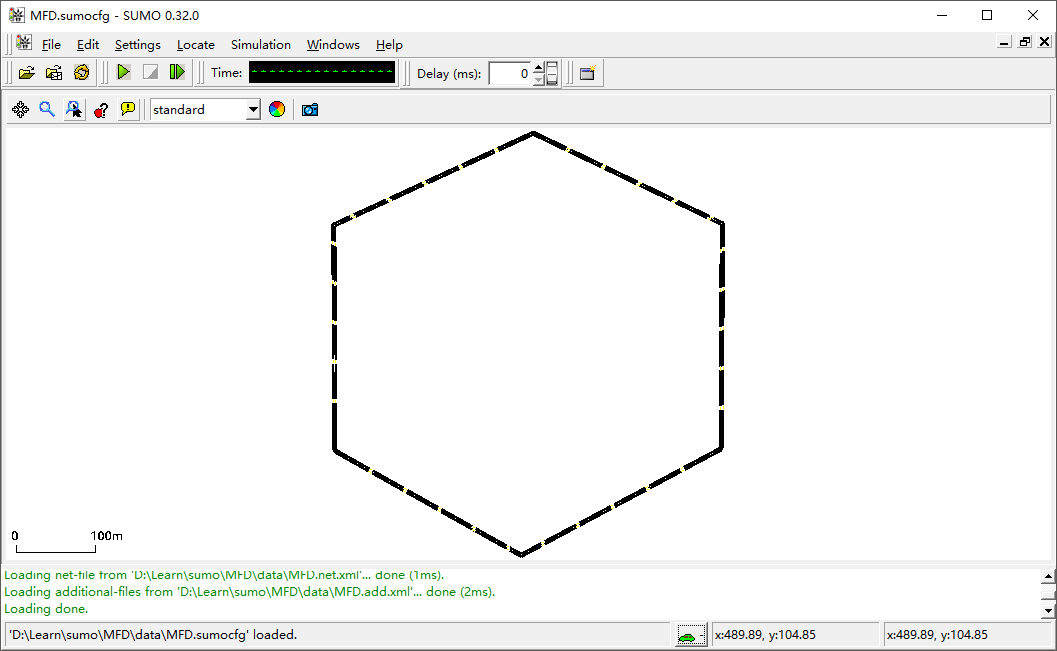 MFD.sumocfg - SUMO 0.32.0
File Edit Settings Locate Simulation Windows Help
Time: Delay (ms): 0
standard
0 100m
Loading net-file from 'D:\Learn\sumo\MFD\data\MFD.net.xml'... done (1ms).
Loading additional-files from 'D:\Learn\sumo\MFD\data\MFD.add.xml'... done (2ms).
Loading done.
'D:\Learn\sumo\MFD\data\MFD.sumocfg' loaded. x:489.89, y:104.85 x:489.89, y:104.85